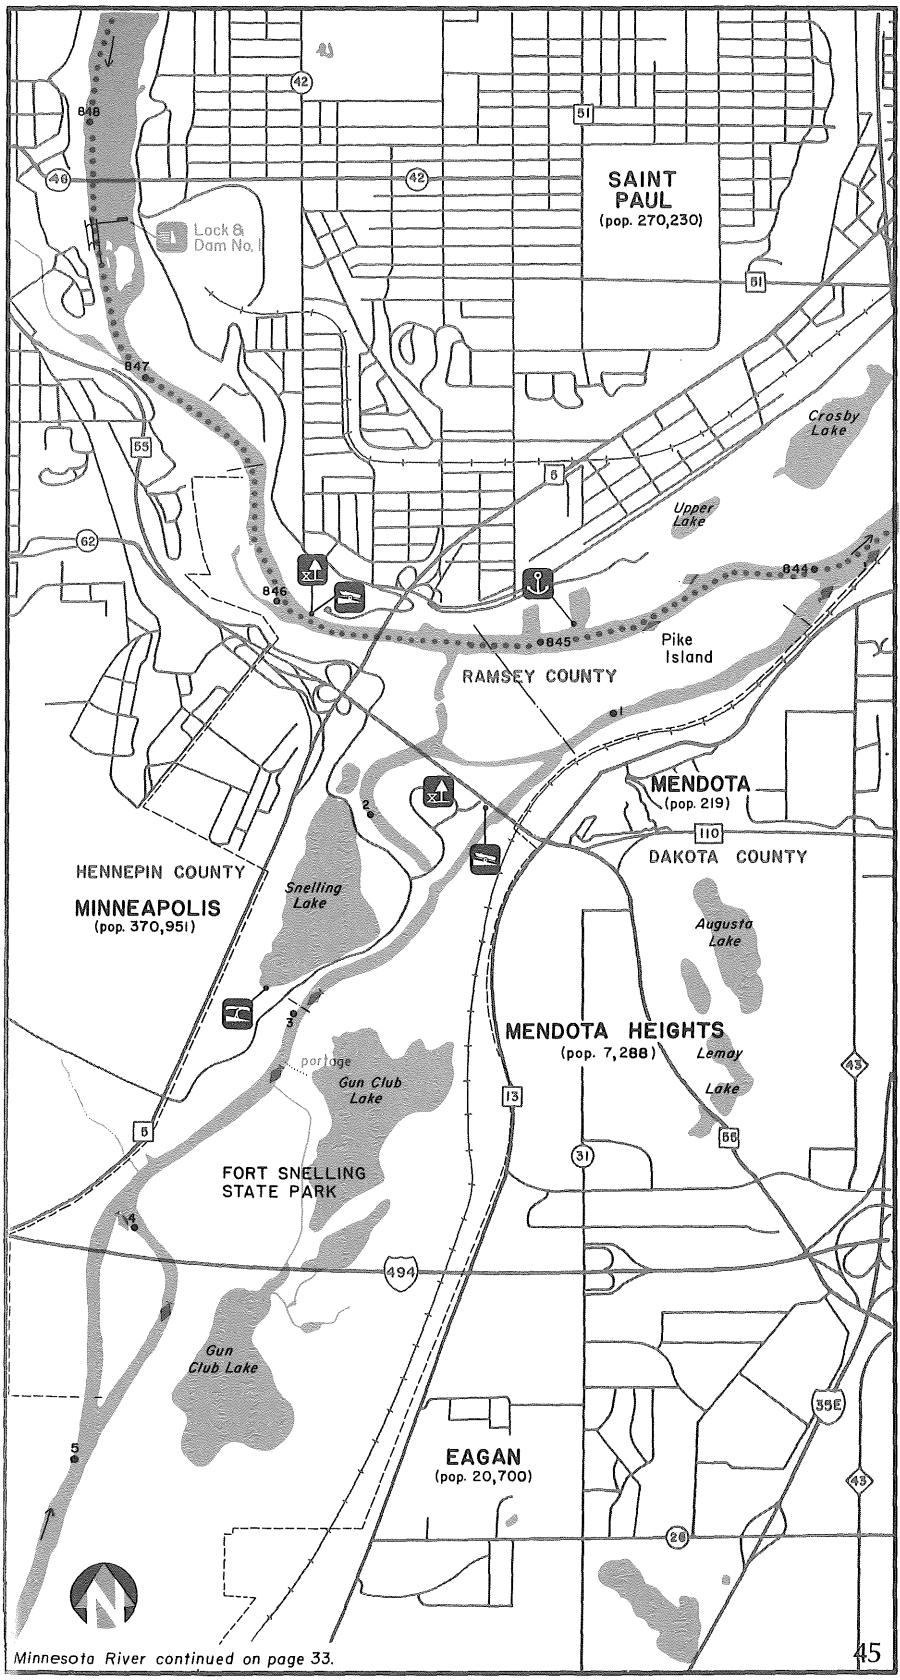 848
42
51
46
42
SAINT
PAUL
(pop. 270,230)
Lock &
Dam No. 1
51
847
Crosby
Lake
55
5
Upper
Lake
62
844
846
845
Pike
Island
RAMSEY COUNTY
1
MENDOTA
(pop. 219)
2
110
DAKOTA COUNTY
HENNEPIN COUNTY
Snelling
Lake
MINNEAPOLIS
(pop. 370,951)
Augusta
Lake
3
MENDOTA HEIGHTS
(pop. 7,288)
Lemay
Lake
portage
43
Gun Club
Lake
13
5
55
31
FORT SNELLING
STATE PARK
4
494
Gun
Club Lake
35E
5
EAGAN
(pop. 20,700)
43
26
N
Minnesota River continued on page 33.
45